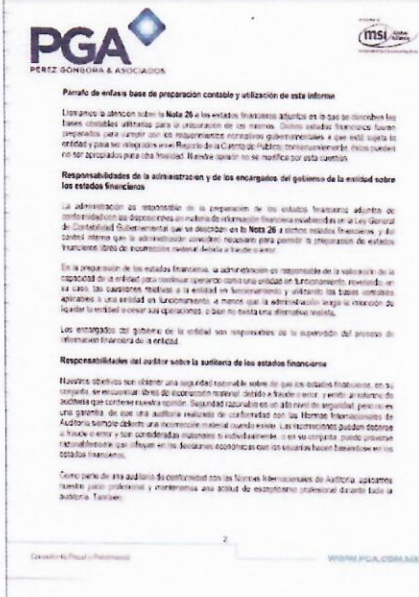 PGA
PÉREZ GÓNGORA & ASOCIADOS
msi Global Alliance
Párrafo de énfasis base de preparación contable y utilización de este informe
Llamamos la atención sobre la Nota 26 a los estados financieros adjuntos en la que se describen las
bases contables utilizadas para la preparación de los mismos. Dichos estados financieros fueron
preparados para cumplir con los requerimientos normativos gubernamentales a que está sujeta la
entidad y para ser integrados en el Reporte de la Cuenta de Pública; consecuentemente, éstos pueden
no ser apropiados para otra finalidad. Nuestra opinión no se modifica por esta cuestión.
Responsabilidades de la administración y de los encargados del gobierno de la entidad sobre
los estados financieros
La administración es responsable de la preparación de los estados financieros adjuntos de
conformidad con las disposiciones en materia de información financiera establecidas en la Ley General
de Contabilidad Gubernamental que se describen en la Nota 26 a dichos estados financieros, y del
control interno que la administración consideró necesario para permitir la preparación de estados
financieros libres de incorrección material debida a fraude o error.
En la preparación de los estados financieros, la administración es responsable de la valoración de la
capacidad de la entidad para continuar operando como una entidad en funcionamiento, revelando, en
su caso, las cuestiones relativas a la entidad en funcionamiento y utilizando las bases contables
aplicables a una entidad en funcionamiento, a menos que la administración tenga la intención de
liquidar la entidad o cesar sus operaciones, o bien no exista una alternativa realista.
Los encargados del gobierno de la entidad son responsables de la supervisión del proceso de
información financiera de la entidad.
Responsabilidades del auditor sobre la auditoría de los estados financieros
Nuestros objetivos son obtener una seguridad razonable sobre de que los estados financieros, en su
conjunto, se encuentran libres de incorrección material, debido a fraude o error, y emitir un informe de
auditoría que contiene nuestra opinión. Seguridad razonable es un alto nivel de seguridad, pero no es
una garantía, de que una auditoría realizada de conformidad con las Normas Internacionales de
Auditoría siempre detecte una incorrección material cuando existe. Las incorrecciones pueden deberse
a fraude o error y son consideradas materiales si individualmente, o en su conjunto, puede preverse
razonablemente que influyan en las decisiones económicas que los usuarios hacen basándose en los
estados financieros.
Como parte de una auditoría de conformidad con las Normas Internacionales de Auditoría, aplicamos
nuestro juicio profesional y mantenemos una actitud de escepticismo profesional durante toda la
auditoría. También:
2
Consultoría Fiscal y Patrimonial
WWW.PGA.COM.MX